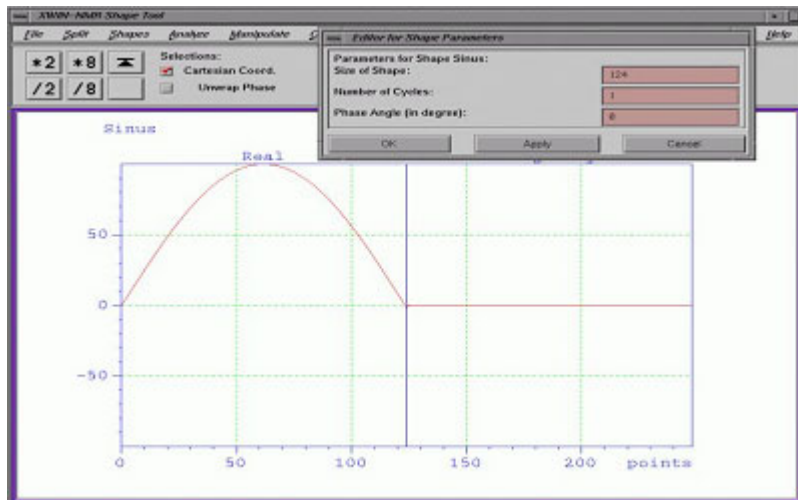 XWIN-NMR Shape Tool
File Split Shapes Analyze Manipulate
Help
*2 *8
/2 /8
Selections:
Cartesian Coord.
Unwrap Phase
Editor for Shape Parameters
Parameters for Shape Sinus:
Size of Shape:
124
Number of Cycles:
1
Phase Angle (in degree):
0
OK Apply Cancel
Sinus
Real
50
0
-50
0 50 100 150 200 points